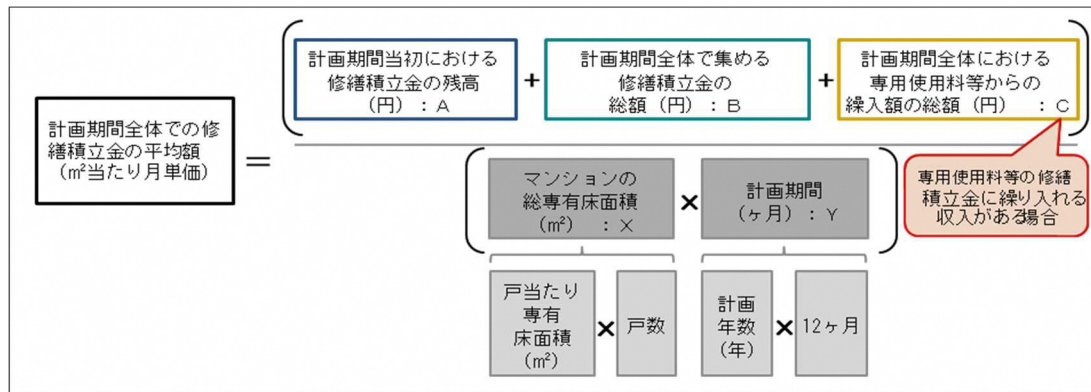 計画期間全体での修
繕積立金の平均額
(㎡当たり月単価)
=
計画期間当初における
修繕積立金の残高
(円) : A
+
計画期間全体で集める
修繕積立金の
総額 (円) : B
+
計画期間全体における
専用使用料等からの
繰入額の総額 (円) : C
専用使用料等の修繕
積立金に繰り入れる
収入がある場合
マンションの
総専有床面積
(㎡) : X
×
計画期間
(ヶ月) : Y
戸当たり
専有
床面積
(㎡)
×
戸数
計画
年数
(年)
×
12ヶ月